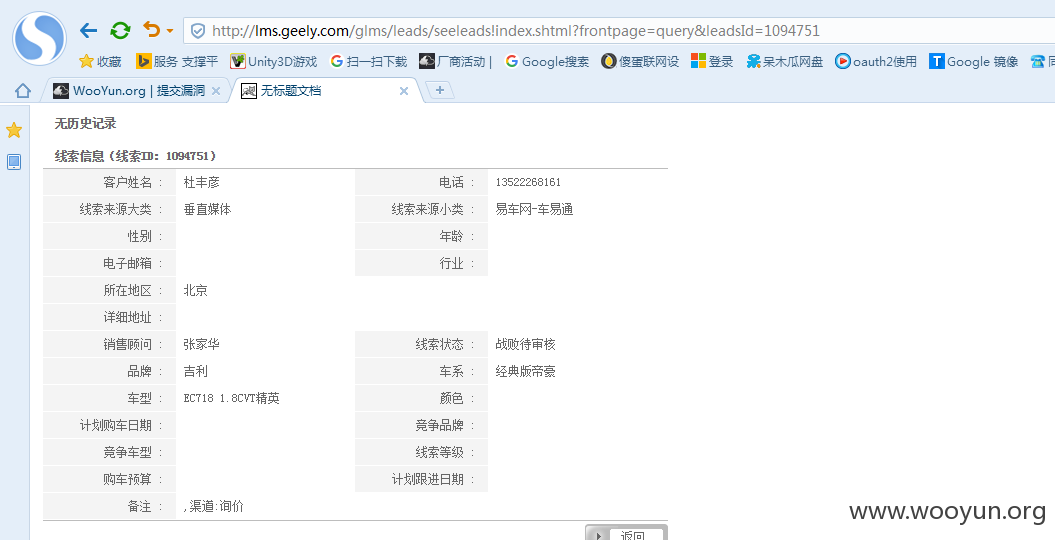 http://lms.geely.com/glms/leads/seeleads!index.shtml?frontpage=query&leadsId=1094751
收藏 服务 支撑平 Unity3D游戏 扫一扫下载 厂商活动 | Google搜索 傻蛋联网设 登录 呆木瓜网盘 oauth2使用 Google 镜像
WooYun.org | 提交漏洞 无标题文档
无历史记录
线索信息（线索ID：1094751）
客户姓名： 杜丰彦 电话： 13522268161
线索来源大类： 垂直媒体 线索来源小类： 易车网-车易通
性别： 年龄：
电子邮箱： 行业：
所在地区： 北京
详细地址：
销售顾问： 张家华 线索状态： 战败待审核
品牌： 吉利 车系： 经典版帝豪
车型： EC718 1.8CVT精英 颜色：
计划购车日期： 竞争品牌：
竞争车型： 线索等级：
购车预算： 计划跟进日期：
备注： ,渠道:询价
返回
www.wooyun.org